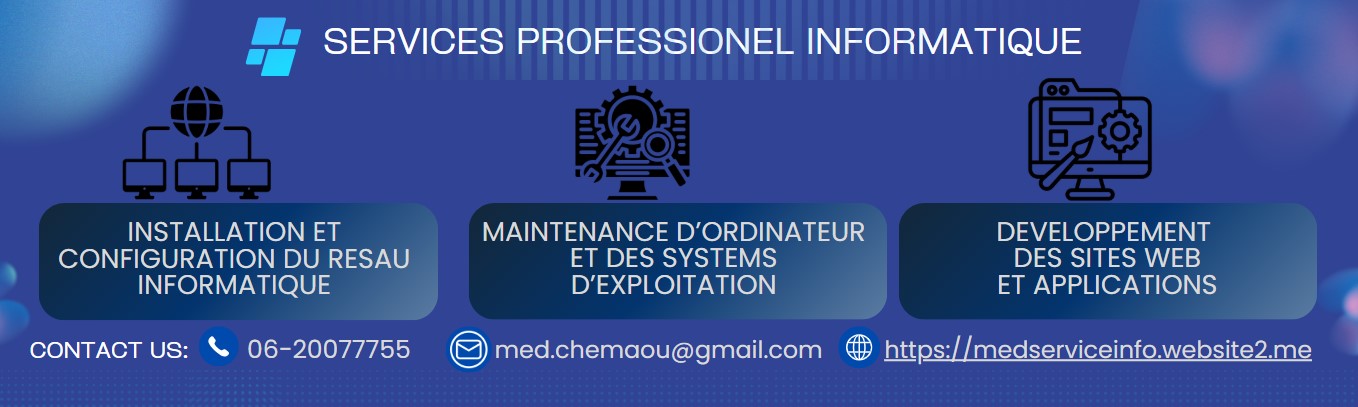 SERVICES PROFESSIONEL INFORMATIQUE
INSTALLATION ET
CONFIGURATION DU RESAU
INFORMATIQUE
MAINTENANCE D'ORDINATEUR
ET DES SYSTEMS
D'EXPLOITATION
DEVELOPPEMENT
DES SITES WEB
ET APPLICATIONS
CONTACT US: 06-20077755 med.chemaou@gmail.com https://medserviceinfo.website2.me